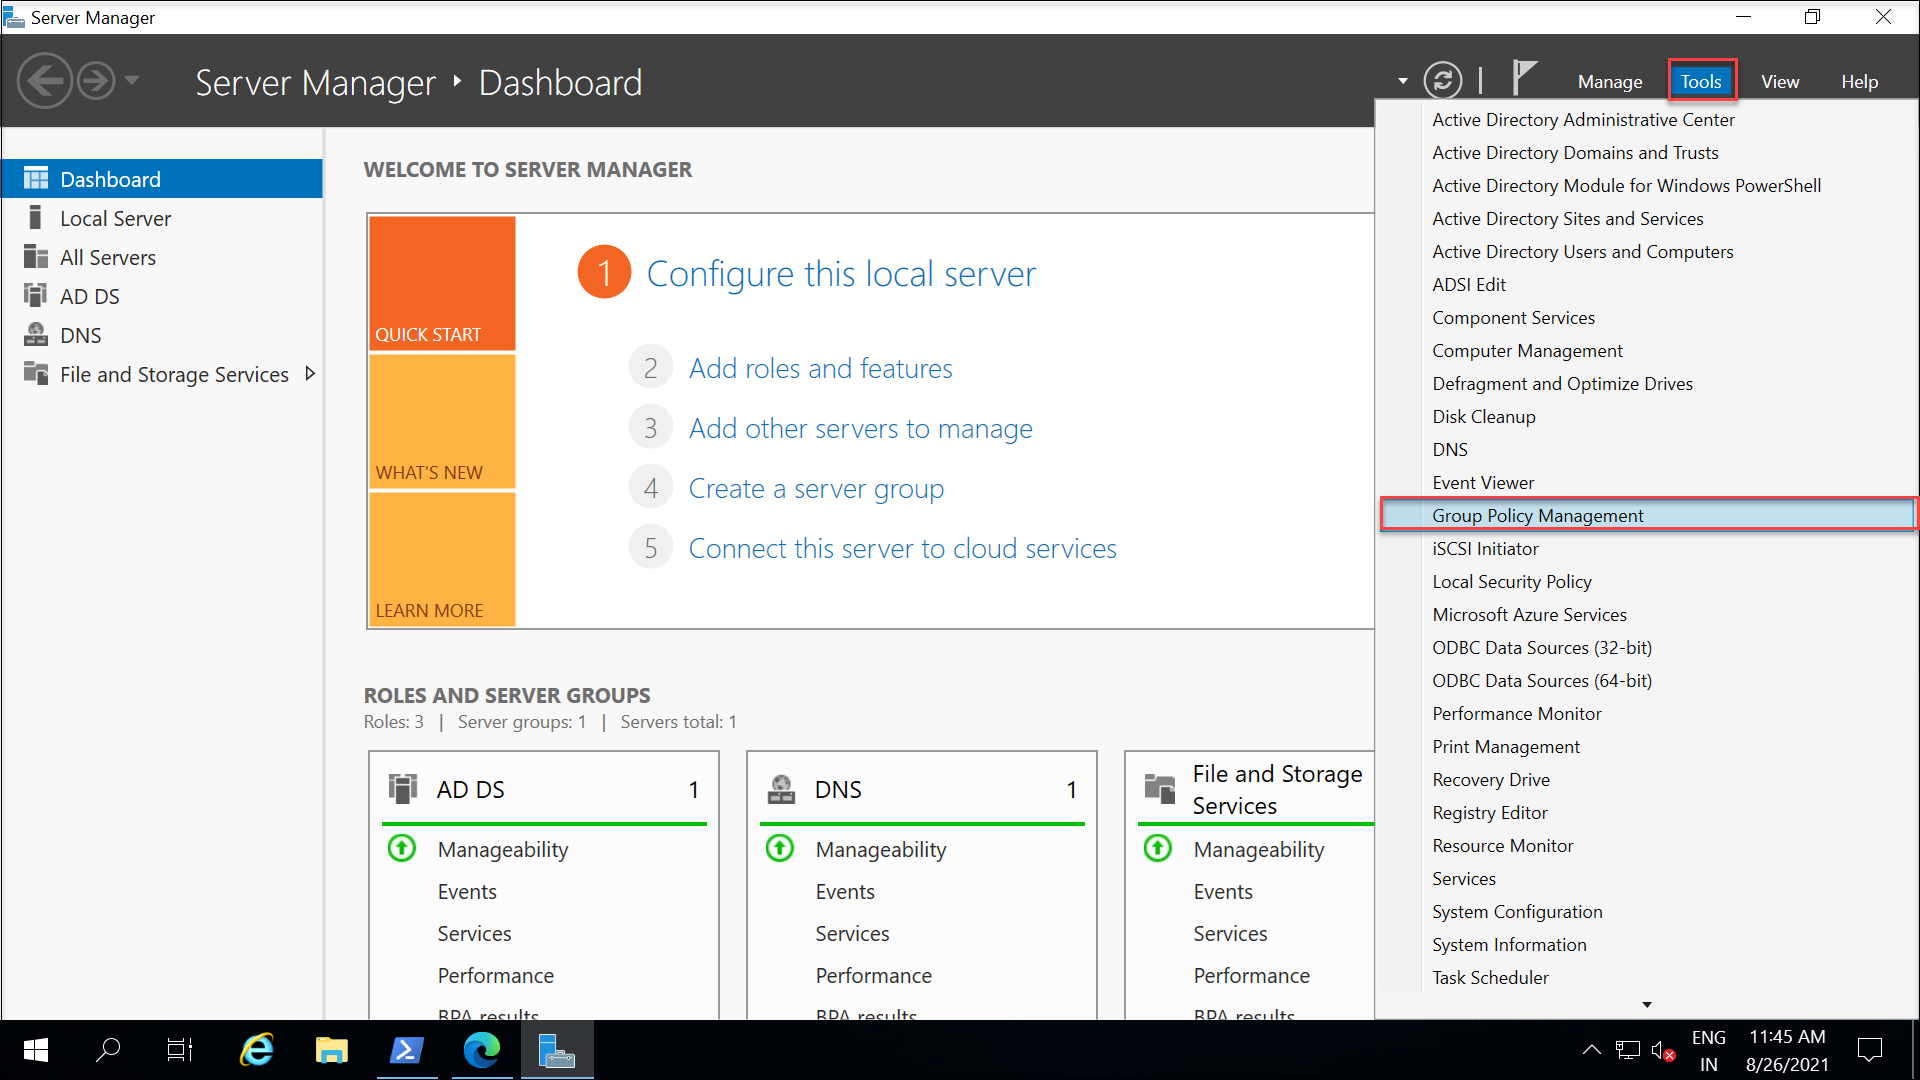 Server Manager
Server Manager ‣ Dashboard
Manage Tools View Help
Dashboard
Local Server
All Servers
AD DS
DNS
File and Storage Services
WELCOME TO SERVER MANAGER
QUICK START
WHAT'S NEW
LEARN MORE
1 Configure this local server
2 Add roles and features
3 Add other servers to manage
4 Create a server group
5 Connect this server to cloud services
ROLES AND SERVER GROUPS
Roles: 3 | Server groups: 1 | Servers total: 1
AD DS 1
Manageability
Events
Services
Performance
BPA results
DNS 1
Manageability
Events
Services
Performance
BPA results
File and Storage
Services
Manageability
Events
Services
Performance
BPA results
Active Directory Administrative Center
Active Directory Domains and Trusts
Active Directory Module for Windows PowerShell
Active Directory Sites and Services
Active Directory Users and Computers
ADSI Edit
Component Services
Computer Management
Defragment and Optimize Drives
Disk Cleanup
DNS
Event Viewer
Group Policy Management
iSCSI Initiator
Local Security Policy
Microsoft Azure Services
ODBC Data Sources (32-bit)
ODBC Data Sources (64-bit)
Performance Monitor
Print Management
Recovery Drive
Registry Editor
Resource Monitor
Services
System Configuration
System Information
Task Scheduler
ENG
IN
11:45 AM
8/26/2021